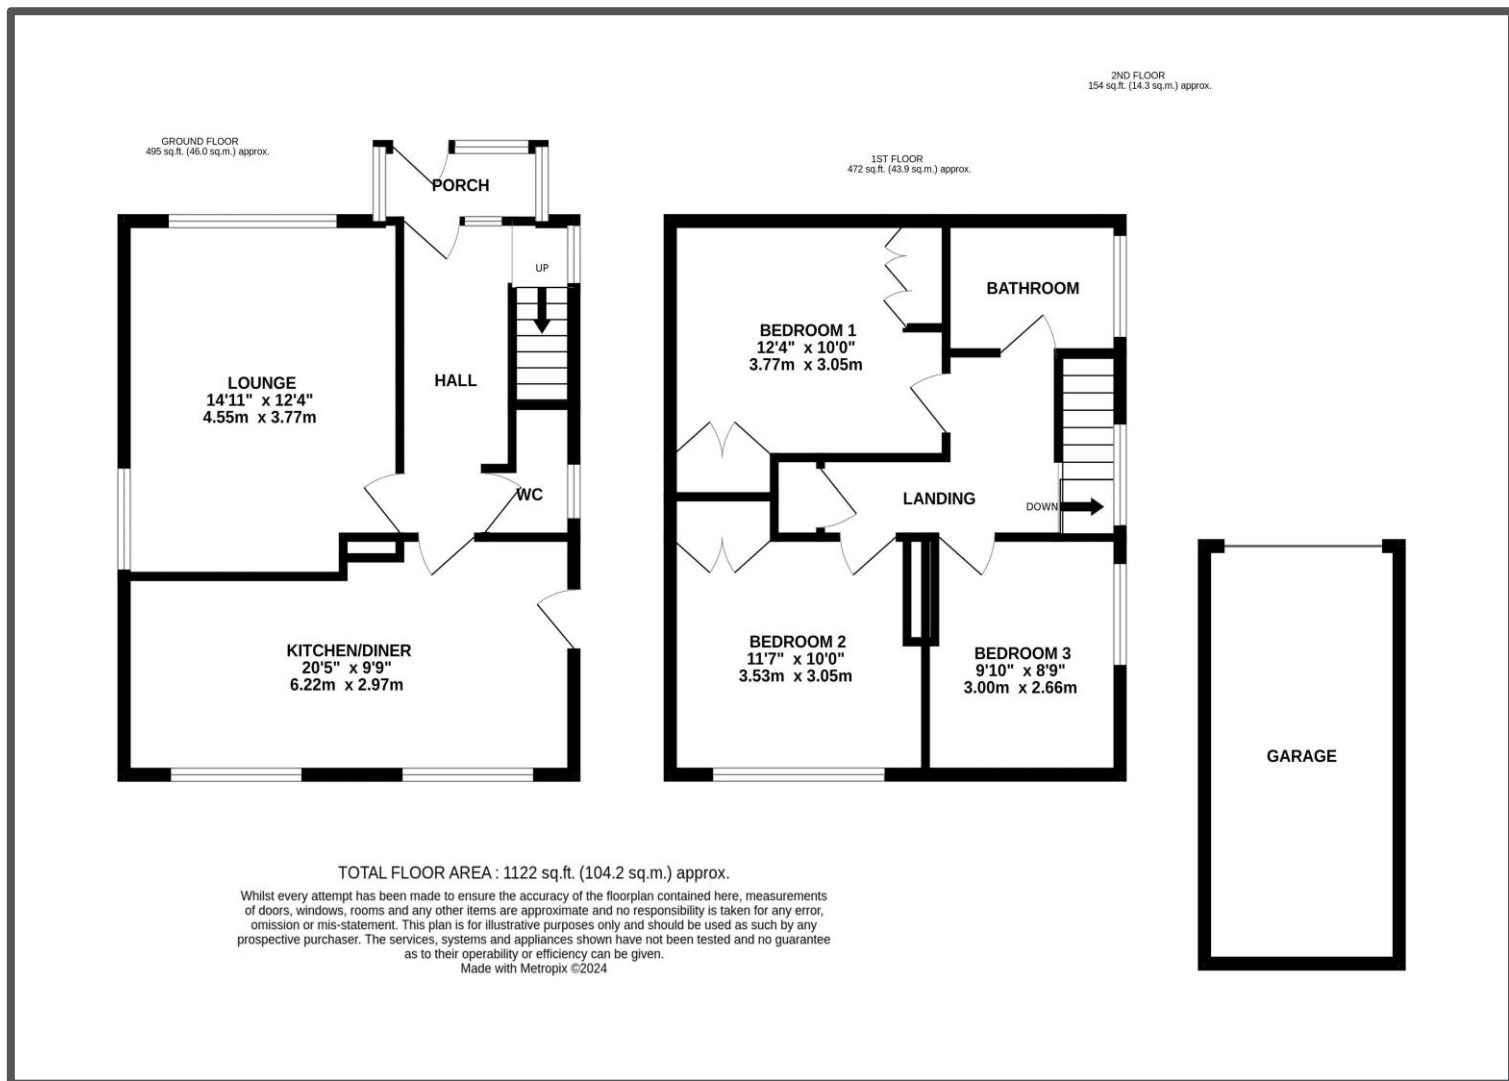 2ND FLOOR
154 sq.ft. (14.3 sq.m.) approx.
GROUND FLOOR
495 sq.ft. (46.0 sq.m.) approx.
1ST FLOOR
472 sq.ft. (43.9 sq.m.) approx.
PORCH
UP
HALL
LOUNGE
14'11" x 12'4"
4.55m x 3.77m
WC
KITCHEN/DINER
20'5" x 9'9"
6.22m x 2.97m
BATHROOM
BEDROOM 1
12'4" x 10'0"
3.77m x 3.05m
LANDING
DOWN
BEDROOM 2
11'7" x 10'0"
3.53m x 3.05m
BEDROOM 3
9'10" x 8'9"
3.00m x 2.66m
GARAGE
TOTAL FLOOR AREA : 1122 sq.ft. (104.2 sq.m.) approx.
Whilst every attempt has been made to ensure the accuracy of the floorplan contained here, measurements
of doors, windows, rooms and any other items are approximate and no responsibility is taken for any error,
omission or mis-statement. This plan is for illustrative purposes only and should be used as such by any
prospective purchaser. The services, systems and appliances shown have not been tested and no guarantee
as to their operability or efficiency can be given.
Made with Metropix ©2024